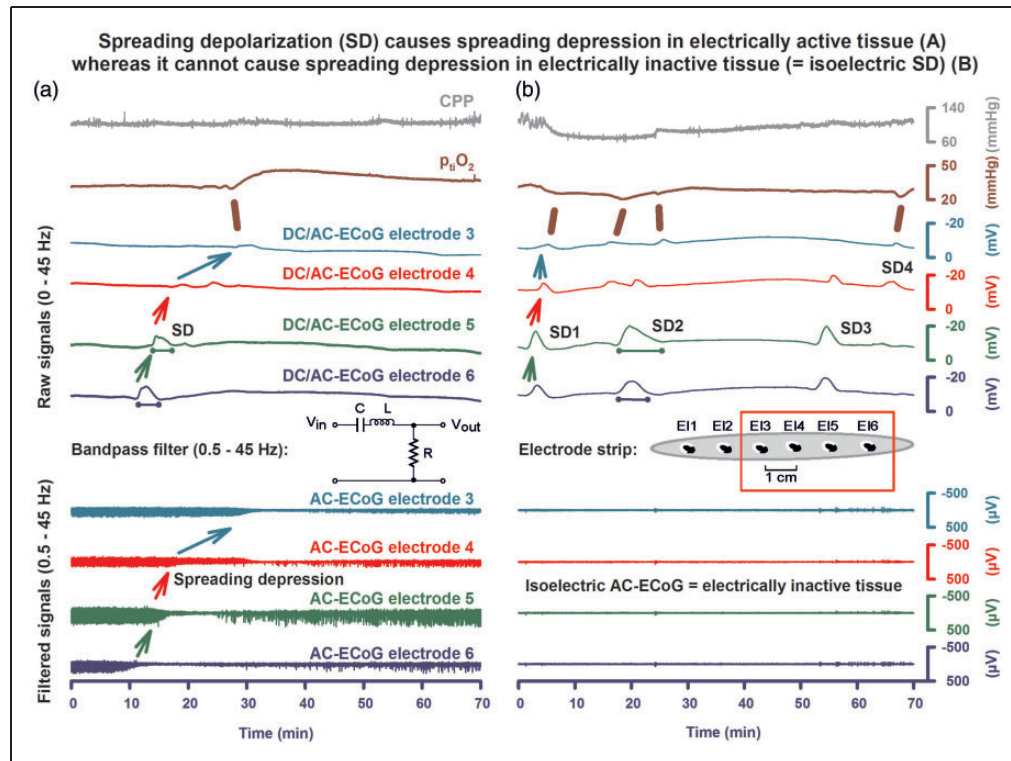 Spreading depolarization (SD) causes spreading depression in electrically active tissue (A)
whereas it cannot cause spreading depression in electrically inactive tissue (= isoelectric SD) (B)
(a)
(b)
Raw signals (0 - 45 Hz)
CPP
140
60
(mmHg)
ptiO2
50
20
(mmHg)
DC/AC-ECoG electrode 3
-20
0
(mV)
DC/AC-ECoG electrode 4
SD4
-20
0
(mV)
DC/AC-ECoG electrode 5
SD
SD1
SD2
SD3
-20
0
(mV)
DC/AC-ECoG electrode 6
-20
0
(mV)
Bandpass filter (0.5 - 45 Hz):
Vin
C
L
Vout
R
Electrode strip:
El1 El2 El3 El4 El5 El6
1 cm
Filtered signals (0.5 - 45 Hz)
AC-ECoG electrode 3
-500
500
(µV)
AC-ECoG electrode 4
-500
500
(µV)
Spreading depression
Isoelectric AC-ECoG = electrically inactive tissue
AC-ECoG electrode 5
-500
500
(µV)
AC-ECoG electrode 6
-500
500
(µV)
0 10 20 30 40 50 60 70
Time (min)
0 10 20 30 40 50 60 70
Time (min)